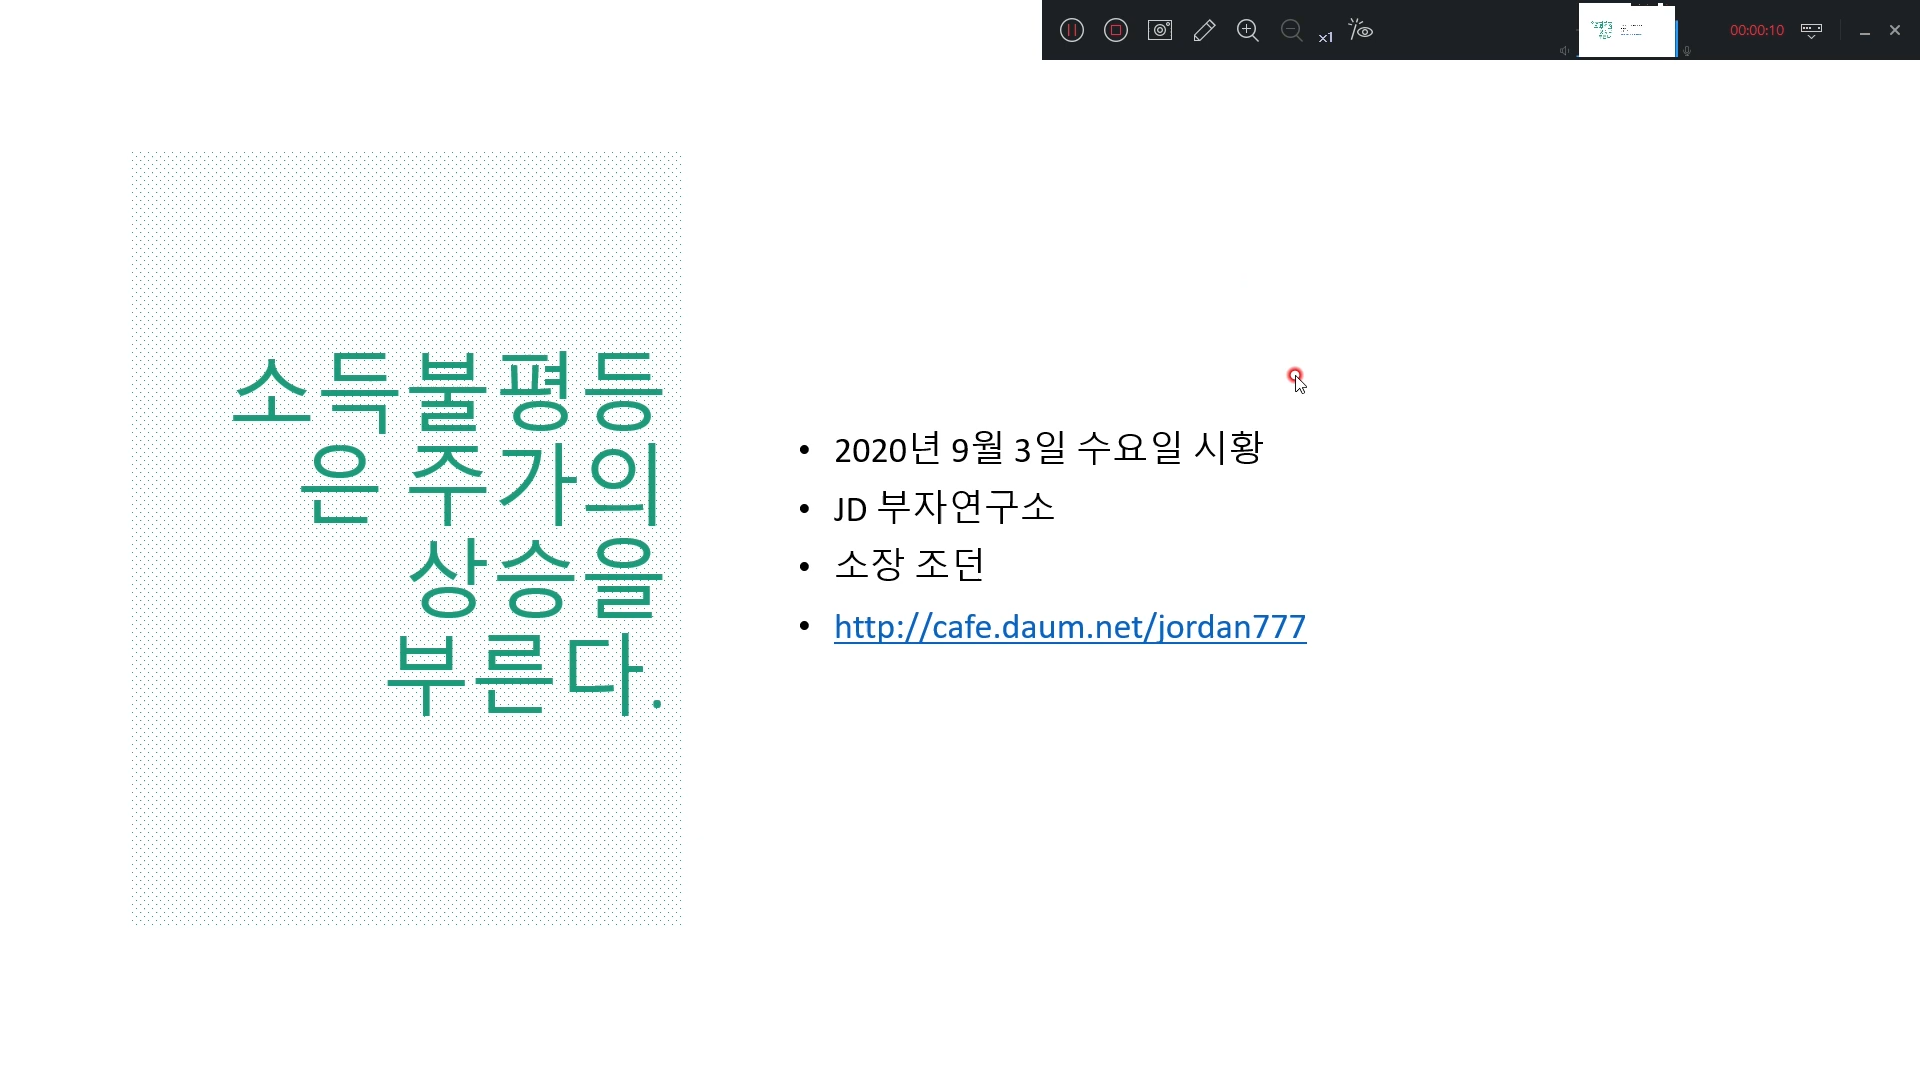 x1
00:00:10
소득불평등
은 주가의
상승을
부른다.
• 2020년 9월 3일 수요일 시황
• JD 부자연구소
• 소장 조던
• http://cafe.daum.net/jordan777